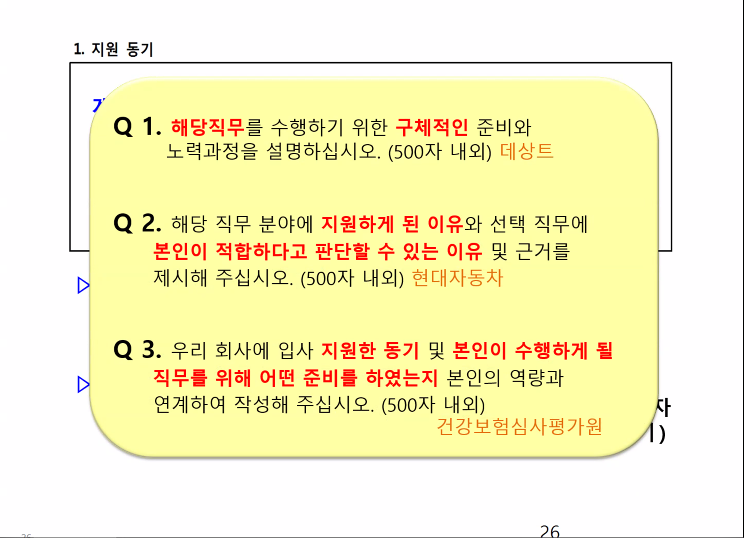 1. 지원 동기
Q 1. 해당직무를 수행하기 위한 구체적인 준비와
노력과정을 설명하십시오. (500자 내외) 데상트
Q 2. 해당 직무 분야에 지원하게 된 이유와 선택 직무에
본인이 적합하다고 판단할 수 있는 이유 및 근거를
제시해 주십시오. (500자 내외) 현대자동차
Q 3. 우리 회사에 입사 지원한 동기 및 본인이 수행하게 될
직무를 위해 어떤 준비를 하였는지 본인의 역량과
연계하여 작성해 주십시오. (500자 내외)
건강보험심사평가원
자
)
26